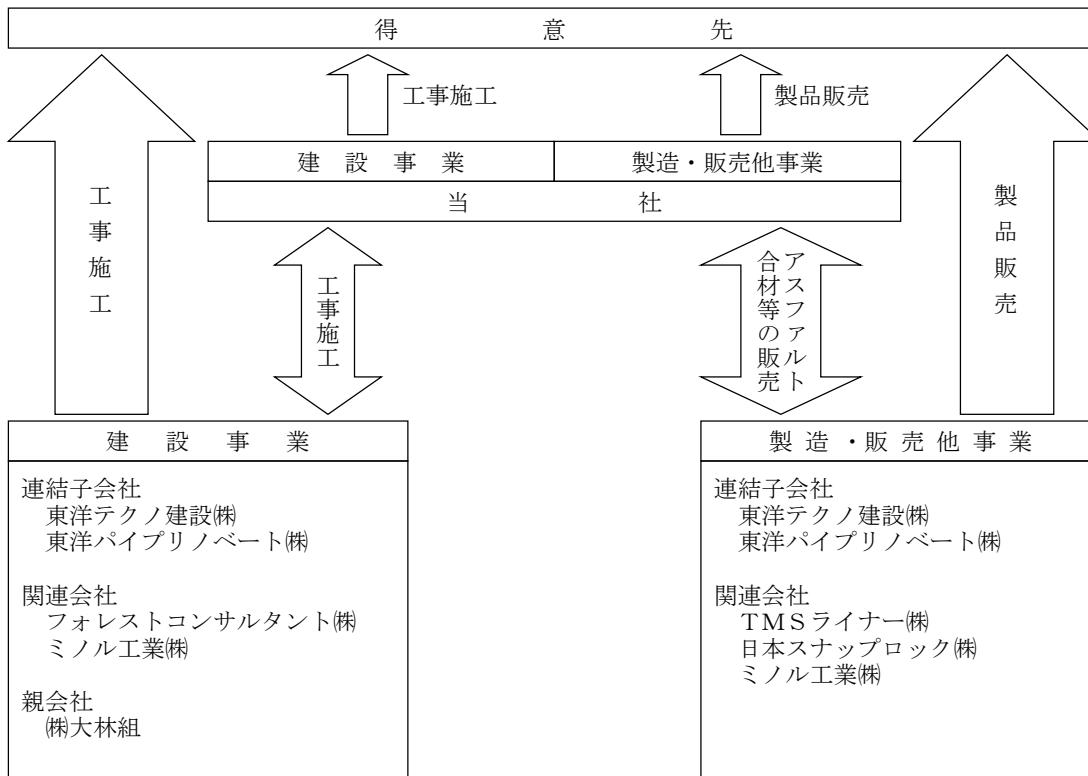 得意先
工事施工
製品販売
建設事業
製造・販売他事業
当社
工事施工
工事施工
アスファルト
合材等の販売
製品販売
建設事業
連結子会社
東洋テクノ建設㈱
東洋パイプリノベート㈱
関連会社
フォレストコンサルタント㈱
ミノル工業㈱
親会社
㈱大林組
製造・販売他事業
連結子会社
東洋テクノ建設㈱
東洋パイプリノベート㈱
関連会社
ＴＭＳライナー㈱
日本スナップロック㈱
ミノル工業㈱